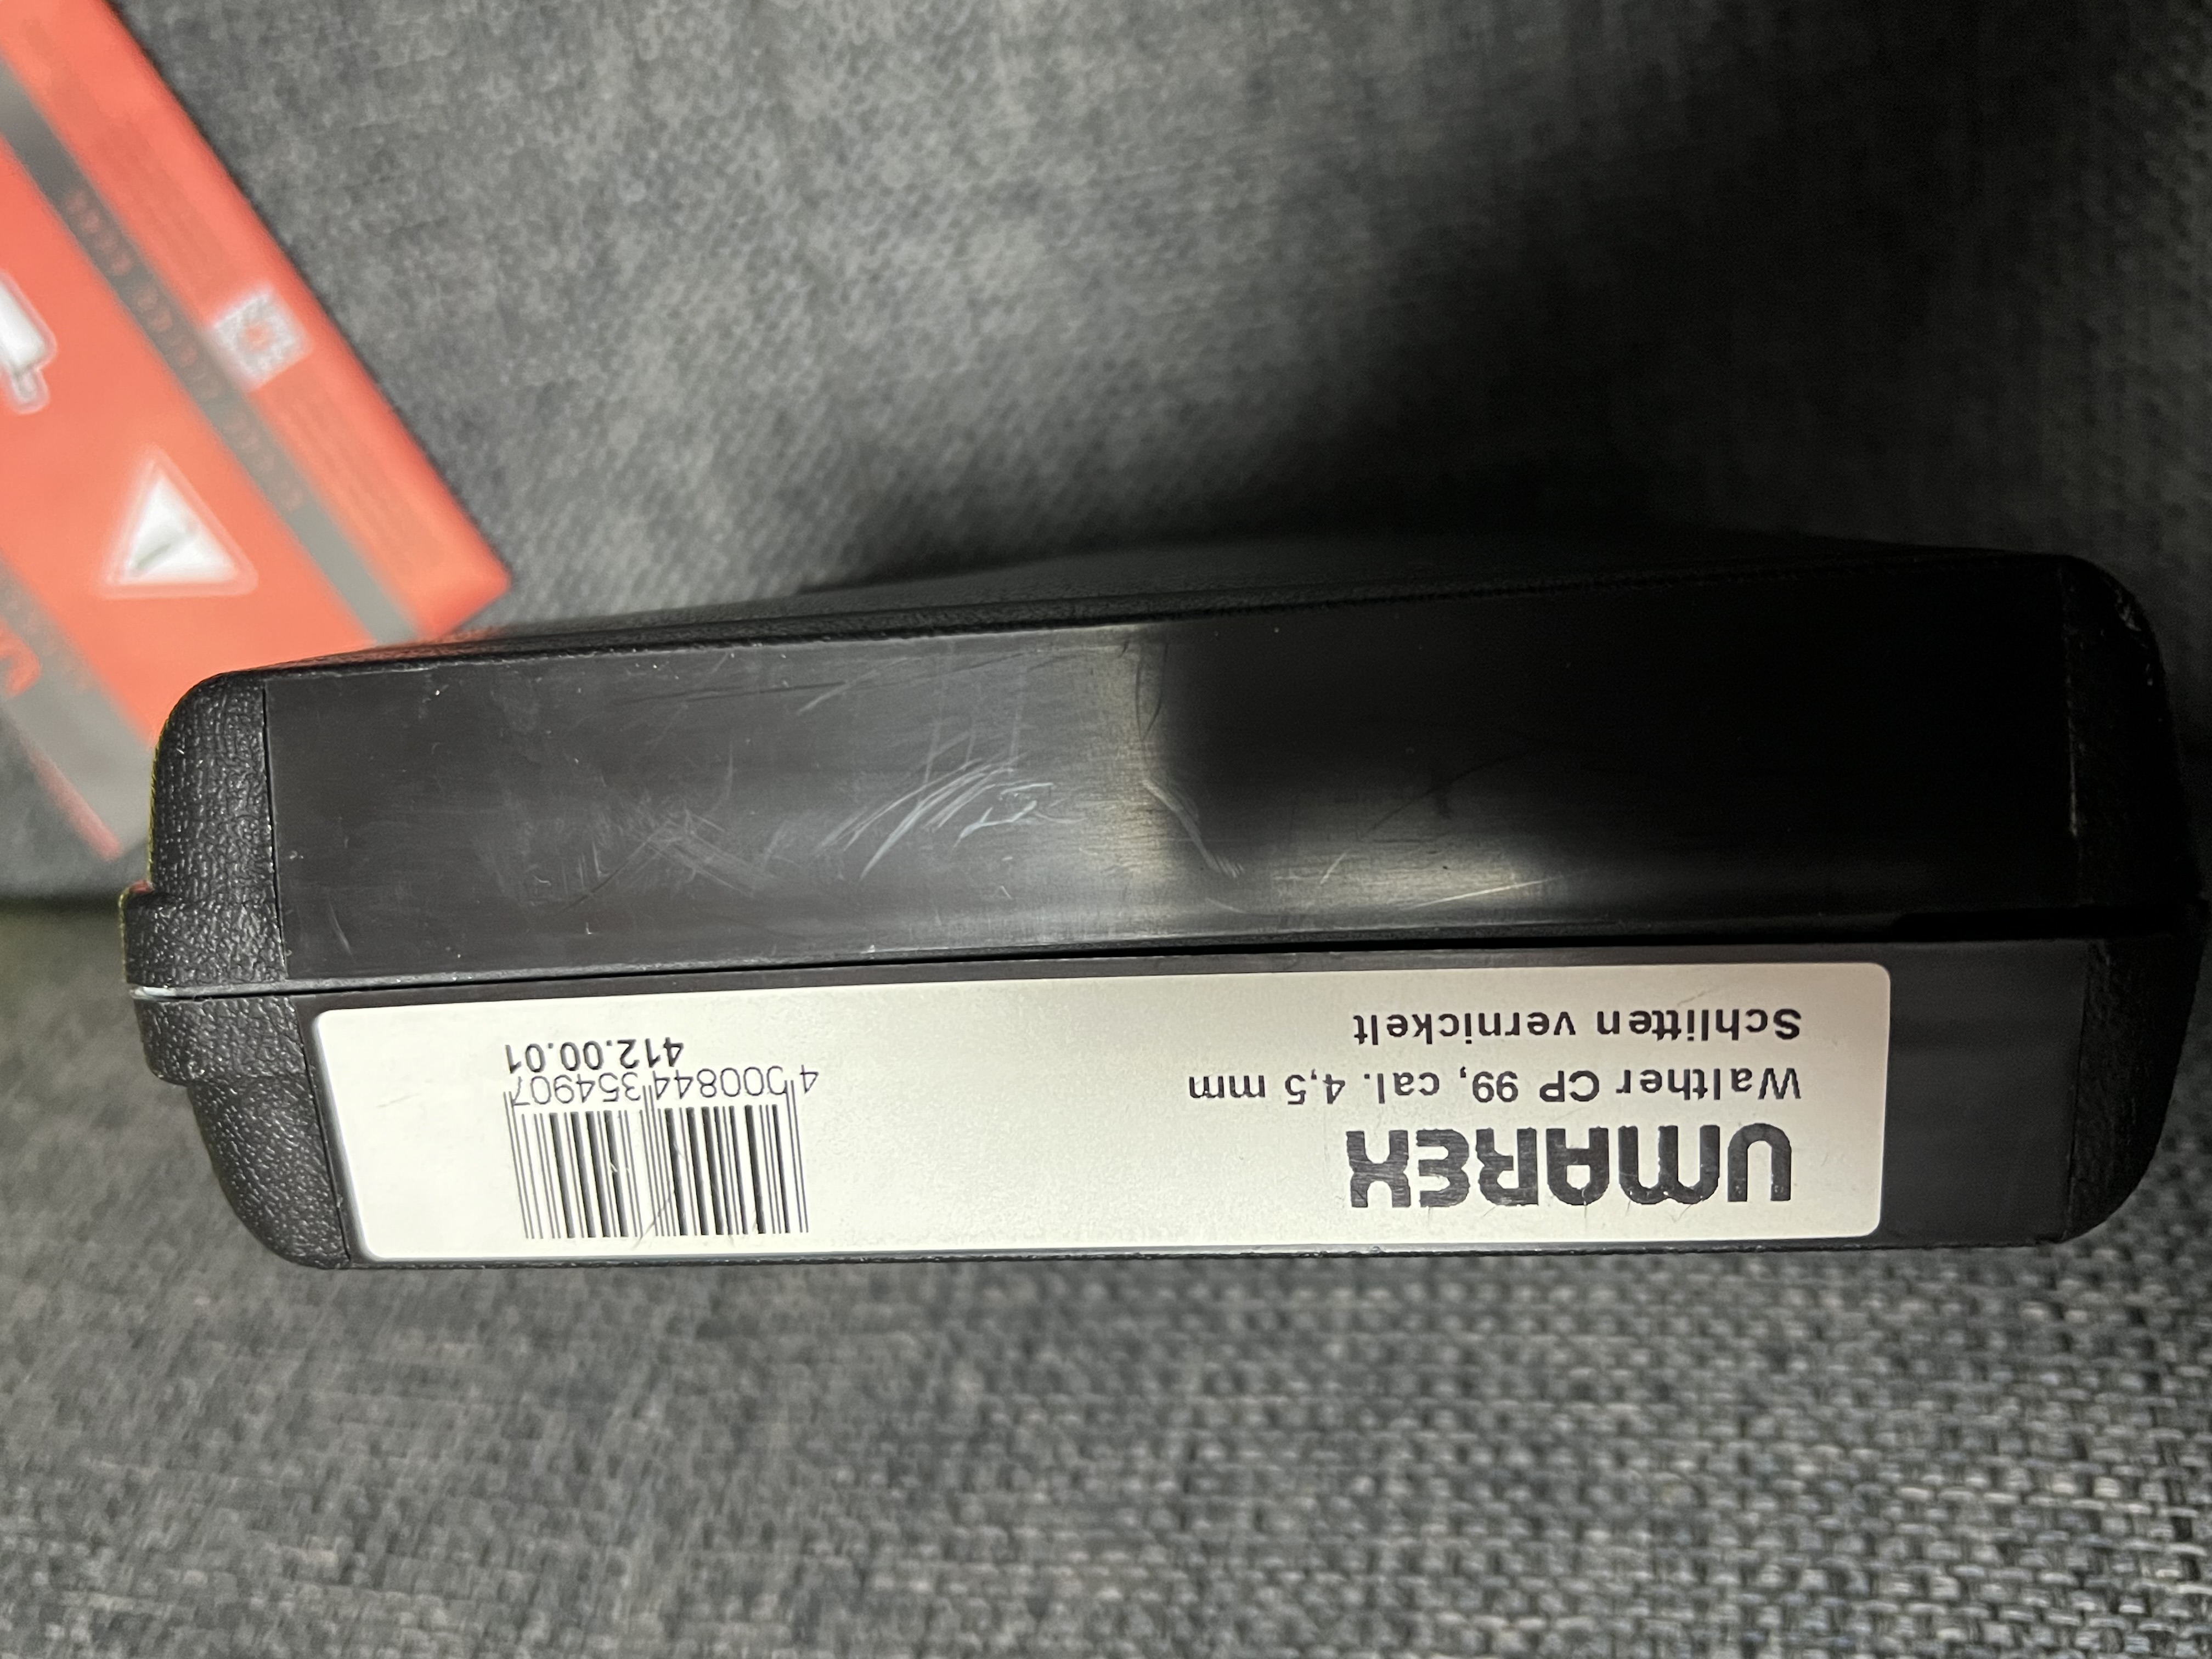 UMAREX
Walther CP 99, cal. 4,5 mm
Schlitten vernickelt
4 000844 354907
412.00.01